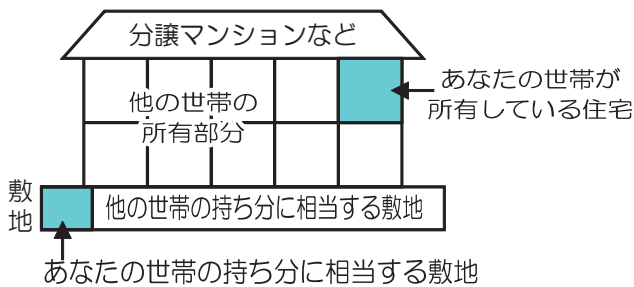 分譲マンションなど
他の世帯の
所有部分
あなたの世帯が
所有している住宅
敷地
他の世帯の持ち分に相当する敷地
あなたの世帯の持ち分に相当する敷地